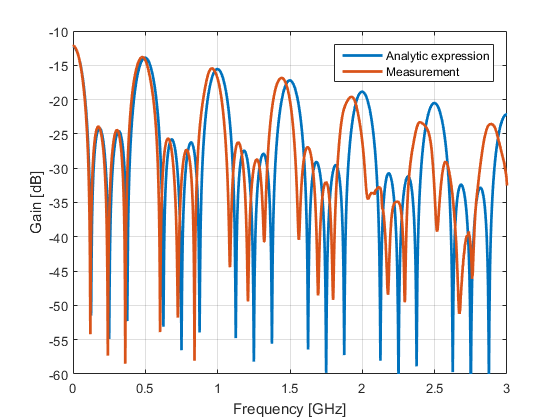 -10
-15
-20
-25
-30
-35
-40
-45
-50
-55
-60
Gain [dB]
Analytic expression
Measurement
0 0.5 1 1.5 2 2.5 3
Frequency [GHz]